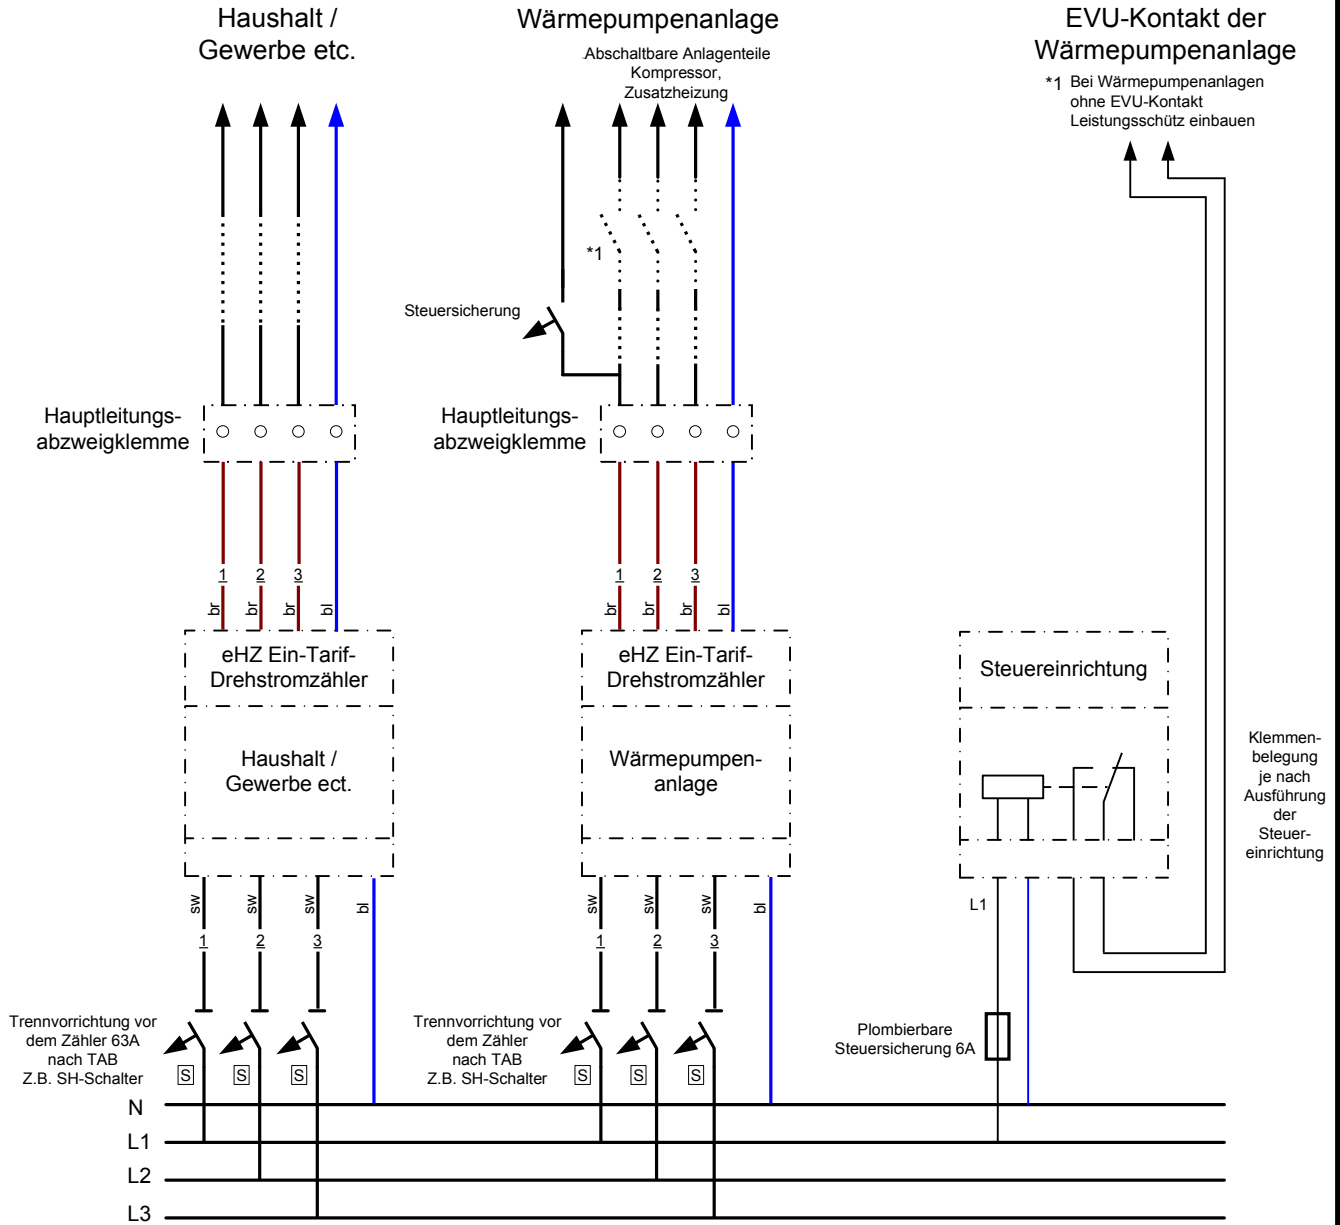 Haushalt /
Gewerbe etc.
Wärmepumpenanlage
Abschaltbare Anlagenteile
Kompressor,
Zusatzheizung
EVU-Kontakt der
Wärmepumpenanlage
*1 Bei Wärmepumpenanlagen
ohne EVU-Kontakt
Leistungsschütz einbauen
*1
Steuersicherung
Hauptleitungs-
abzweigklemme
Hauptleitungs-
abzweigklemme
1 2 3
br br br bl
1 2 3
br br br bl
eHZ Ein-Tarif-
Drehstromzähler
Haushalt /
Gewerbe ect.
eHZ Ein-Tarif-
Drehstromzähler
Wärmepumpen-
anlage
Steuereinrichtung
Klemmen-
belegung
je nach
Ausführung
der
Steuer-
einrichtung
sw sw sw bl
1 2 3
sw sw sw bl
1 2 3
L1
Trennvorrichtung vor
dem Zähler 63A
nach TAB
Z.B. SH-Schalter
S S S
Trennvorrichtung vor
dem Zähler
nach TAB
Z.B. SH-Schalter
S S S
Plombierbare
Steuersicherung 6A
N
L1
L2
L3